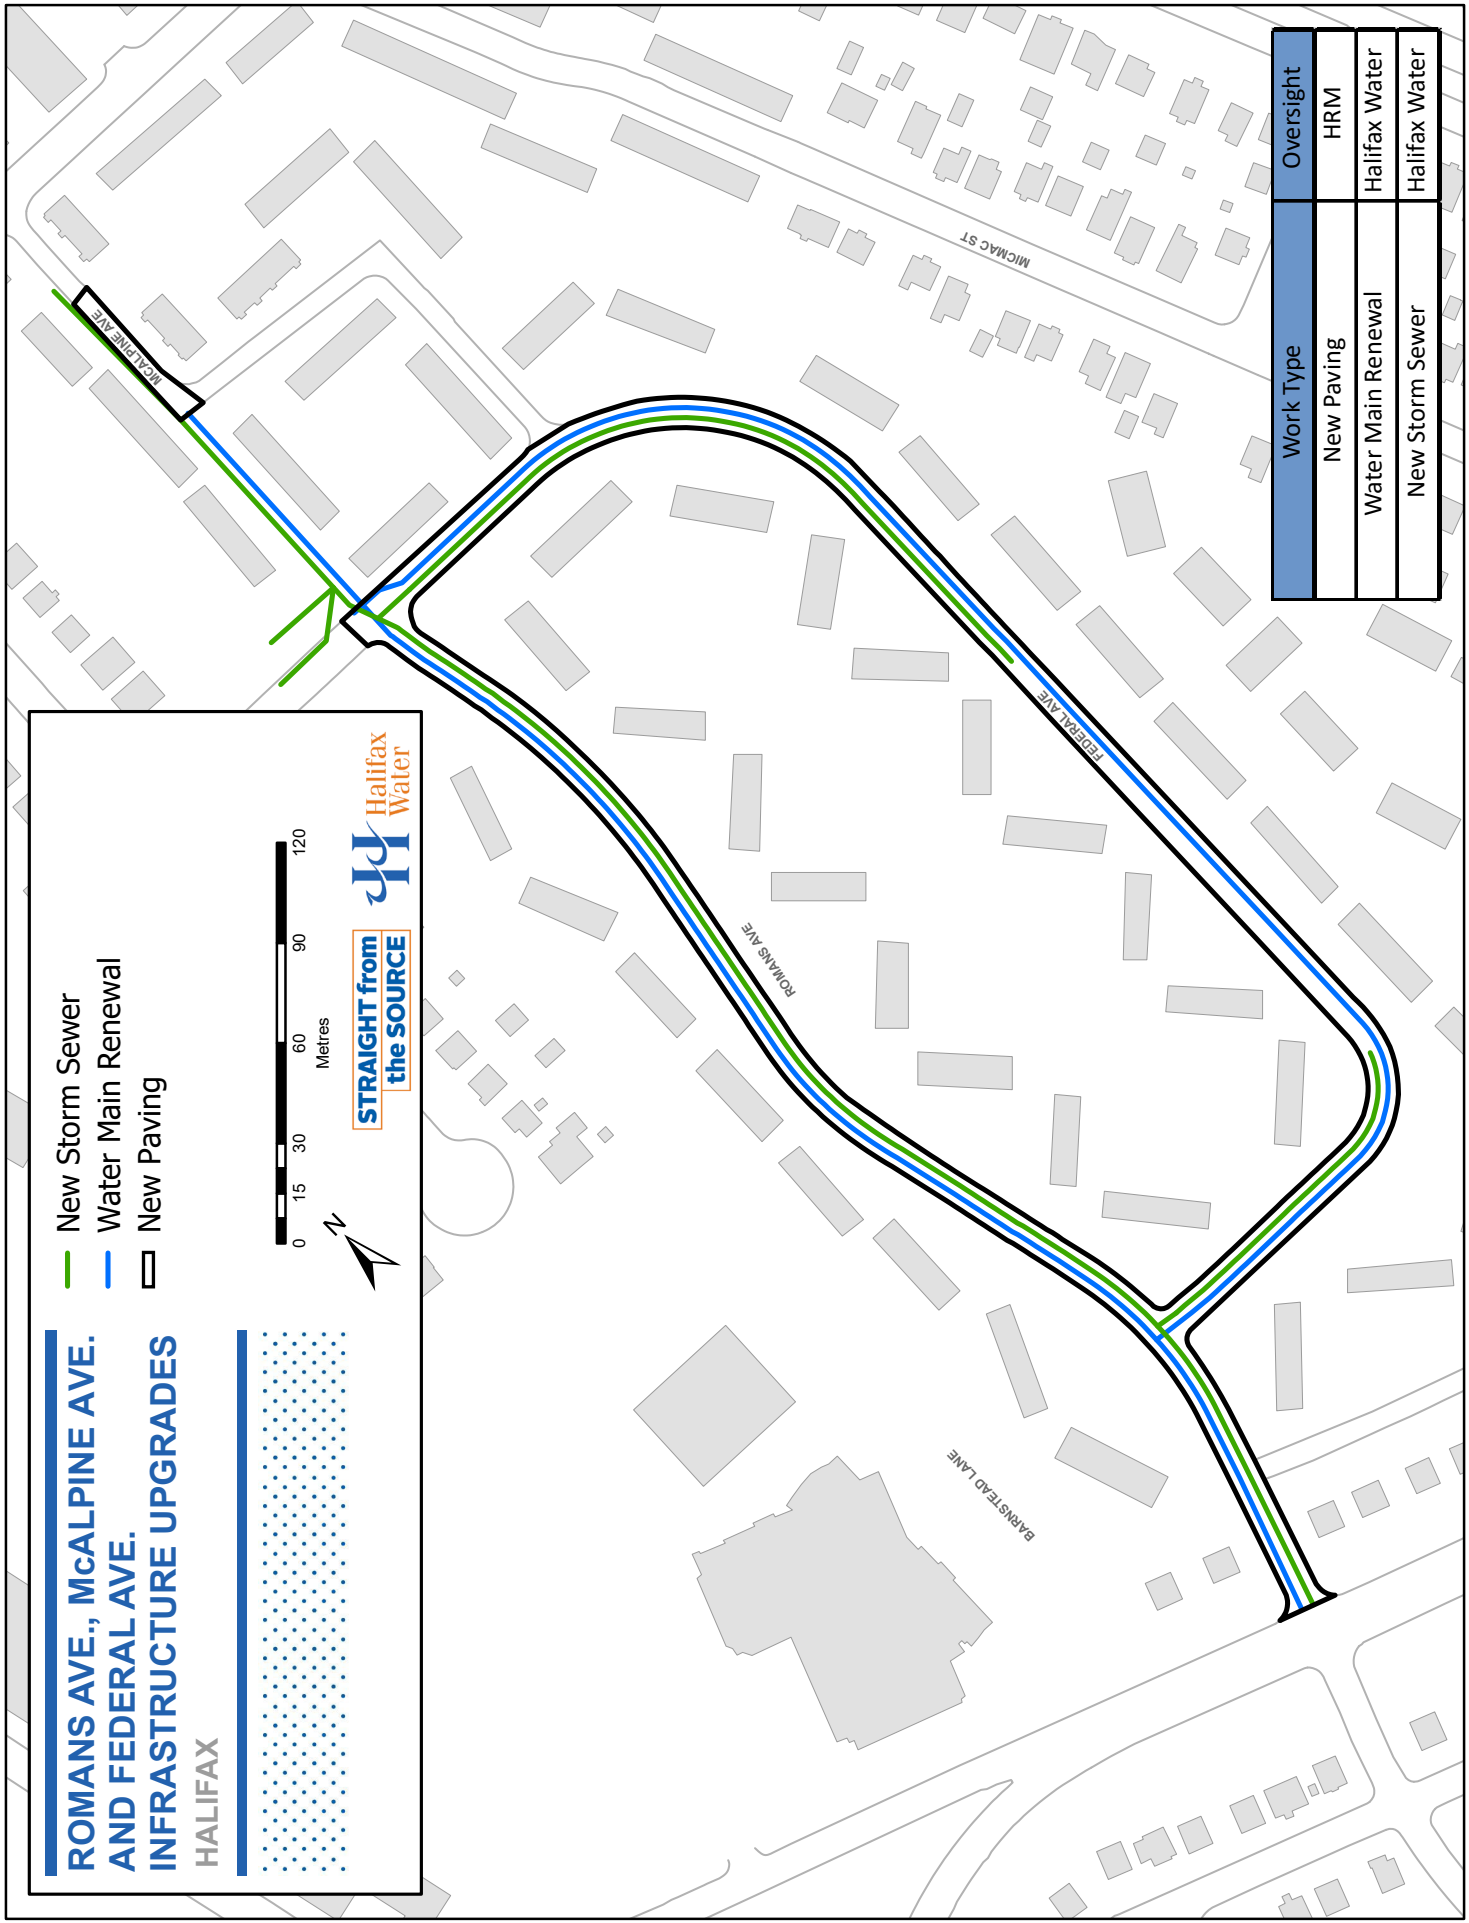 ROMANS AVE., McALPINE AVE.
AND FEDERAL AVE.
INFRASTRUCTURE UPGRADES
HALIFAX
New Storm Sewer
Water Main Renewal
New Paving
0 15 30 60 90 120
Metres
N
STRAIGHT from
the SOURCE
Halifax
Water
MCALPINE AVE
MICMAC ST
FEDERAL AVE
ROMANS AVE
BARNSTEAD LANE
Work Type Oversight
New Paving HRM
Water Main Renewal Halifax Water
New Storm Sewer Halifax Water